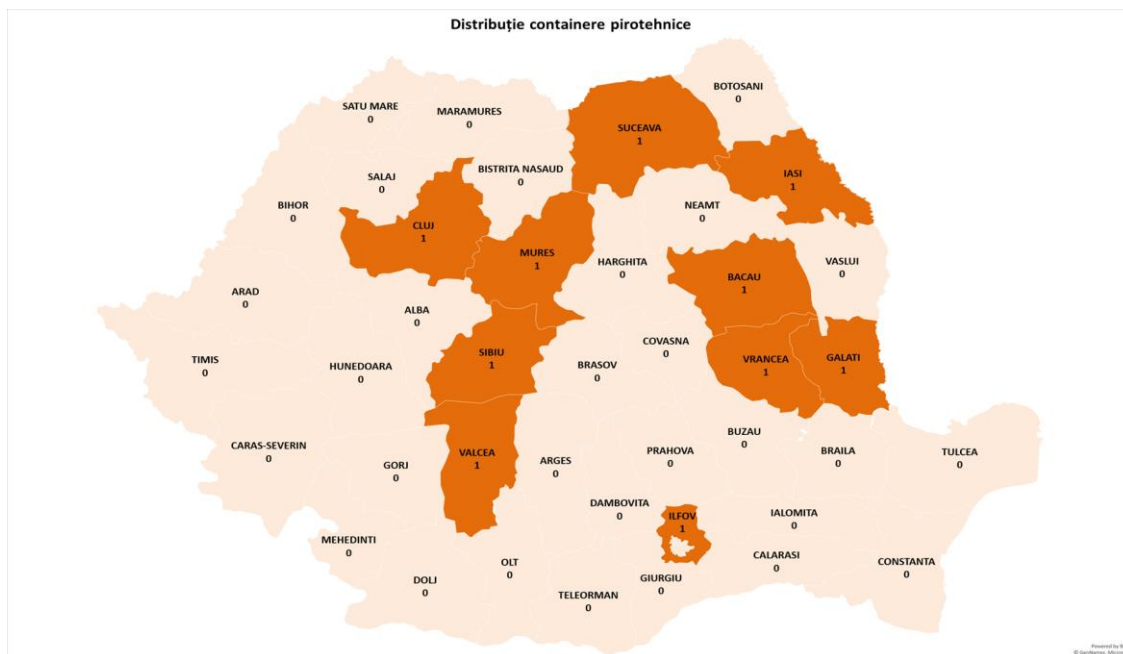 Distribuție containere pirotehnice
BOTOSANI
0
SATU MARE
0
MARAMURES
0
SUCEAVA
1
BISTRITA NASAUD
0
IASI
1
SALAJ
0
BIHOR
0
NEAMT
0
CLUJ
1
MURES
1
HARGHITA
0
VASLUI
0
BACAU
1
ARAD
0
ALBA
0
COVASNA
0
SIBIU
1
VRANCEA
1
GALATI
1
TIMIS
0
HUNEDOARA
0
BRASOV
0
BUZAU
0
CARAS-SEVERIN
0
VALCEA
1
PRAHOVA
0
BRAILA
0
TULCEA
0
GORJ
0
ARGES
0
DAMBOVITA
0
ILFOV
1
IALOMITA
0
MEHEDINTI
0
CALARASI
0
CONSTANTA
0
OLT
0
DOLJ
0
GIURGIU
0
TELEORMAN
0
Powered by B
© GeoNames,